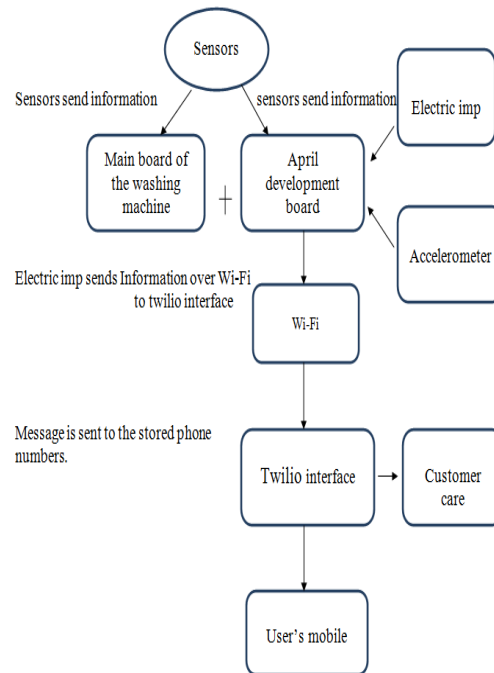 Sensors
Sensors send information
sensors send information
Electric imp
Main board of
the washing
machine
+
April
development
board
Accelerometer
Electric imp sends Information over Wi-Fi
to twilio interface
Wi-Fi
Message is sent to the stored phone
numbers.
Twilio interface
Customer
care
User's mobile